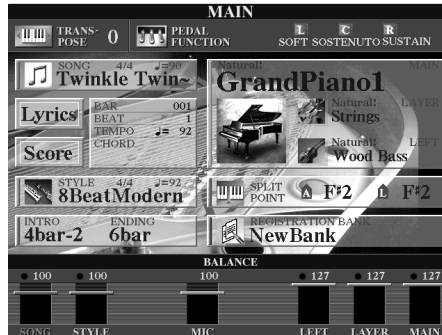 MAIN
TRANS-
POSE 0 PEDAL
FUNCTION L C R
SOFT SOSTENUTO SUSTAIN
SONG 4/4 ♩=90
Twinkle Twin~
Natural! MAIN
GrandPiano1
Lyrics
Score
BAR 001
BEAT 1
TEMPO ♩= 92
CHORD
Natural! LAYER
Strings
Natural! LEFT
Wood Bass
STYLE 4/4 ♩=92
8BeatModern
SPLIT
POINT A F♯2 L F♯2
INTRO ENDING
4bar-2 6bar
REGISTRATION BANK
NewBank
BALANCE
100 100 100 127 127 127
SONG STYLE MIC LEFT LAYER MAIN